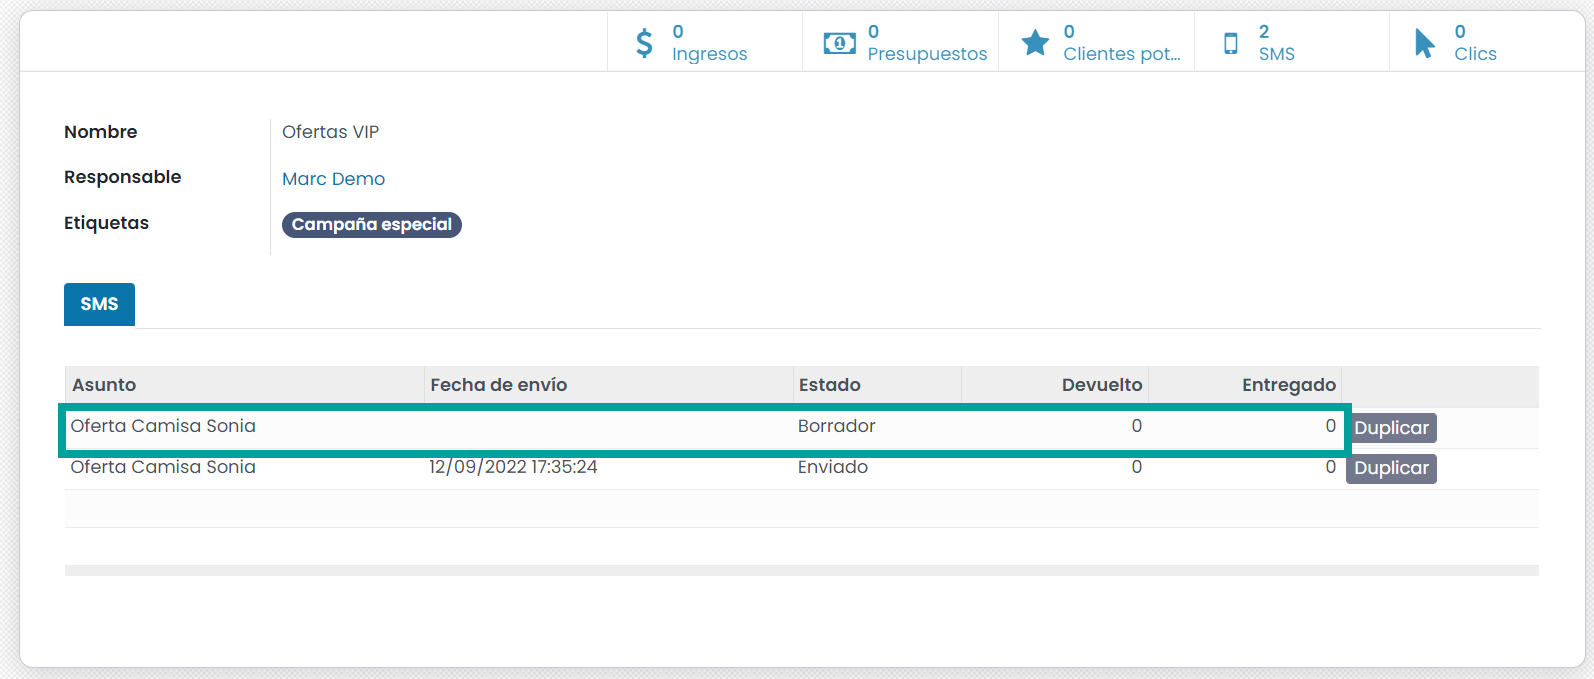 0 Ingresos
0 Presupuestos
0 Clientes pot...
2 SMS
0 Clics
Nombre Ofertas VIP
Responsable Marc Demo
Etiquetas Campaña especial
SMS
Asunto Fecha de envío Estado Devuelto Entregado
Oferta Camisa Sonia Borrador 0 0 Duplicar
Oferta Camisa Sonia 12/09/2022 17:35:24 Enviado 0 0 Duplicar